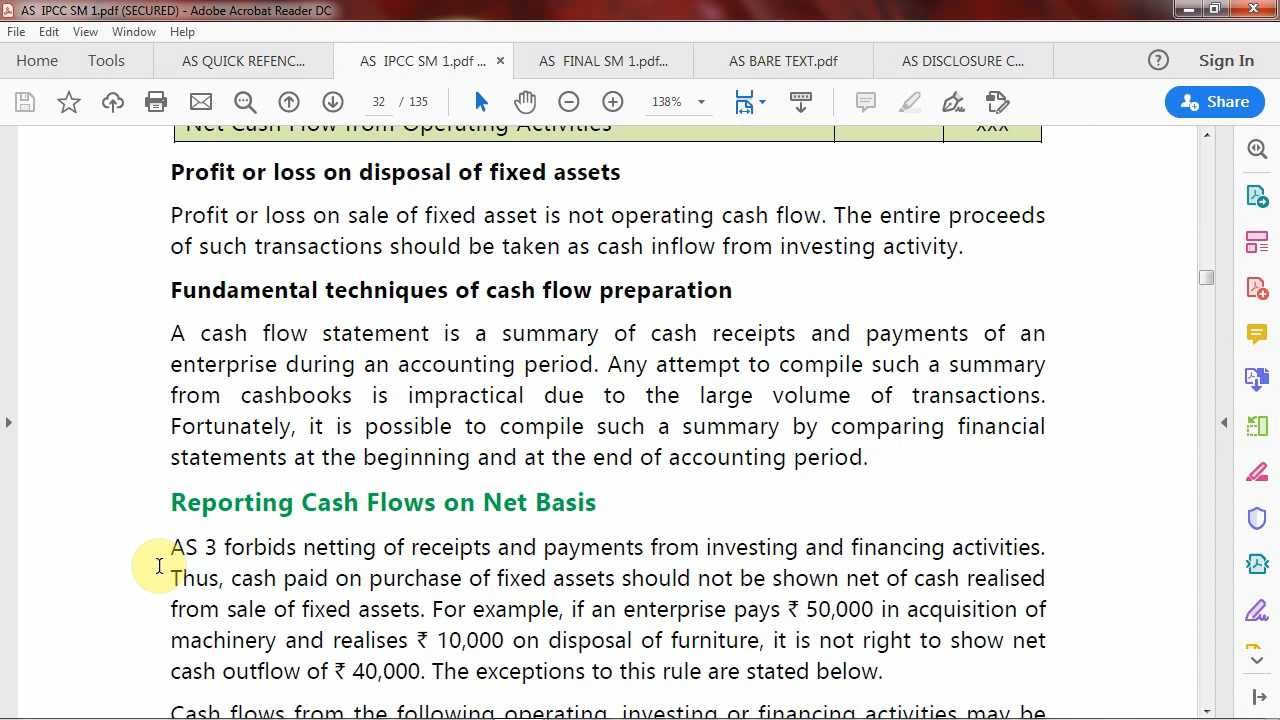 AS IPCC SM 1.pdf (SECURED) - Adobe Acrobat Reader DC
File Edit View Window Help
Home Tools AS QUICK REFENC... AS IPCC SM 1.pdf ... × AS FINAL SM 1.pdf... AS BARE TEXT.pdf AS DISCLOSURE C... Sign In
32 / 135 138% Share
Net Cash Flow from Operating Activities xxx
Profit or loss on disposal of fixed assets
Profit or loss on sale of fixed asset is not operating cash flow. The entire proceeds
of such transactions should be taken as cash inflow from investing activity.
Fundamental techniques of cash flow preparation
A cash flow statement is a summary of cash receipts and payments of an
enterprise during an accounting period. Any attempt to compile such a summary
from cashbooks is impractical due to the large volume of transactions.
Fortunately, it is possible to compile such a summary by comparing financial
statements at the beginning and at the end of accounting period.
Reporting Cash Flows on Net Basis
AS 3 forbids netting of receipts and payments from investing and financing activities.
Thus, cash paid on purchase of fixed assets should not be shown net of cash realised
from sale of fixed assets. For example, if an enterprise pays ₹ 50,000 in acquisition of
machinery and realises ₹ 10,000 on disposal of furniture, it is not right to show net
cash outflow of ₹ 40,000. The exceptions to this rule are stated below.
Cash flows from the following operating, investing or financing activities may be